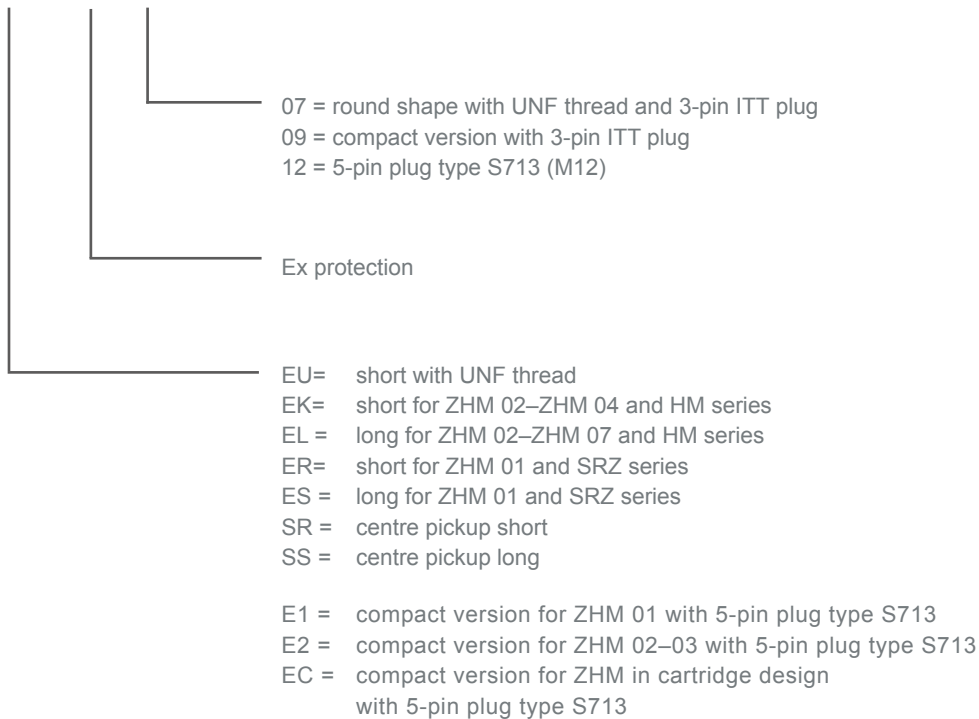 07 = round shape with UNF thread and 3-pin ITT plug
09 = compact version with 3-pin ITT plug
12 = 5-pin plug type S713 (M12)
Ex protection
EU= short with UNF thread
EK= short for ZHM 02–ZHM 04 and HM series
EL = long for ZHM 02–ZHM 07 and HM series
ER= short for ZHM 01 and SRZ series
ES = long for ZHM 01 and SRZ series
SR = centre pickup short
SS = centre pickup long
E1 = compact version for ZHM 01 with 5-pin plug type S713
E2 = compact version for ZHM 02–03 with 5-pin plug type S713
EC = compact version for ZHM in cartridge design
with 5-pin plug type S713